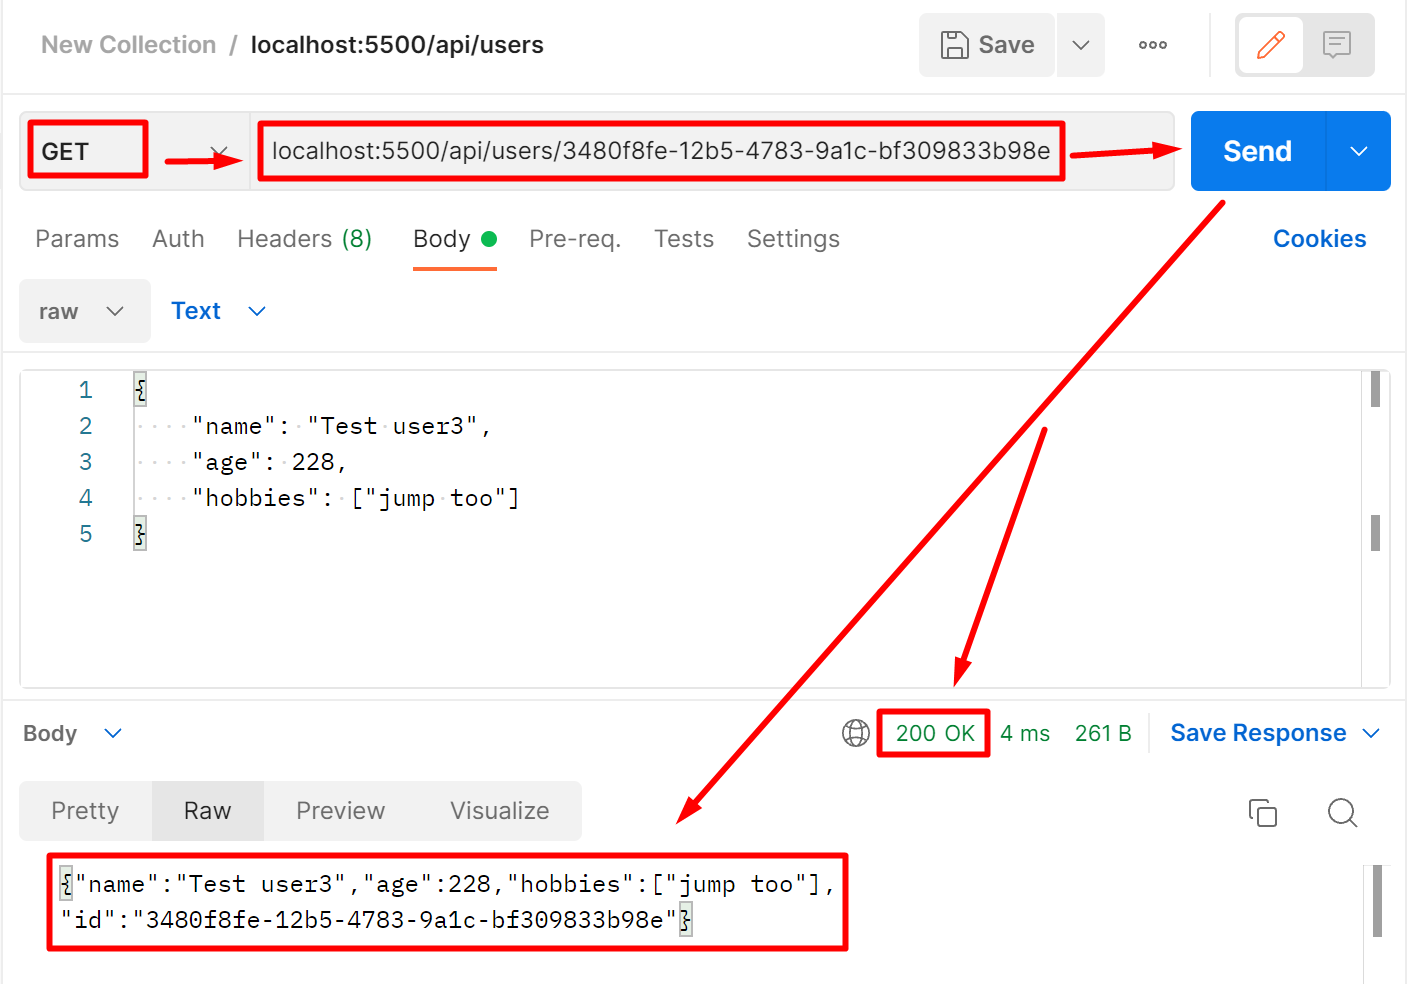 New Collection / localhost:5500/api/users
Save
GET
localhost:5500/api/users/3480f8fe-12b5-4783-9a1c-bf309833b98e
Send
Params Auth Headers (8) Body Pre-req. Tests Settings Cookies
raw Text
1 {
2 "name": "Test user3",
3 "age": 228,
4 "hobbies": ["jump too"]
5 }
Body 200 OK 4 ms 261 B Save Response
Pretty Raw Preview Visualize
{"name":"Test user3","age":228,"hobbies":["jump too"],
"id":"3480f8fe-12b5-4783-9a1c-bf309833b98e"}